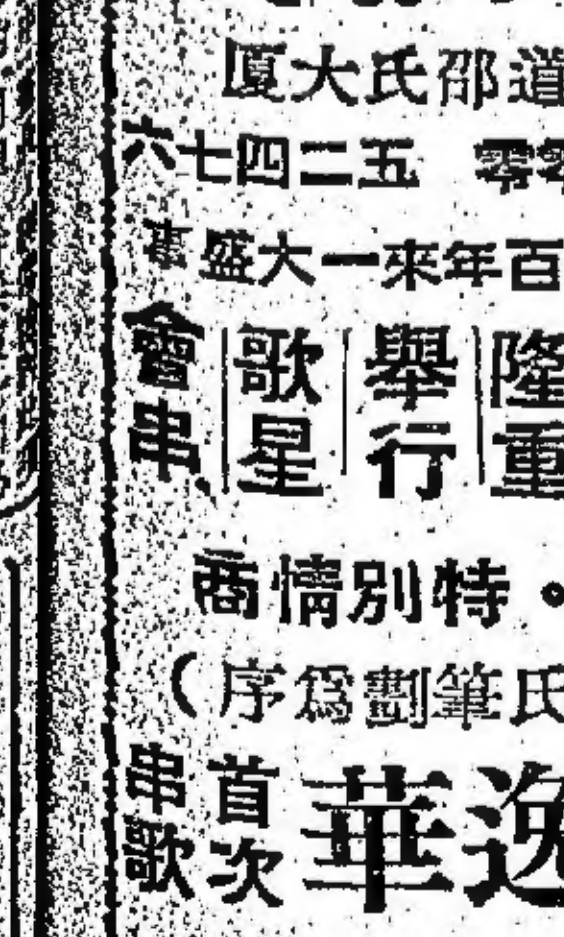 道邵氏大廈
零零 五二四七六
百年來一大盛事
隆重
舉行
歌星
會串
。特別情商
氏筆劃爲序）
逸華
首次
串歌